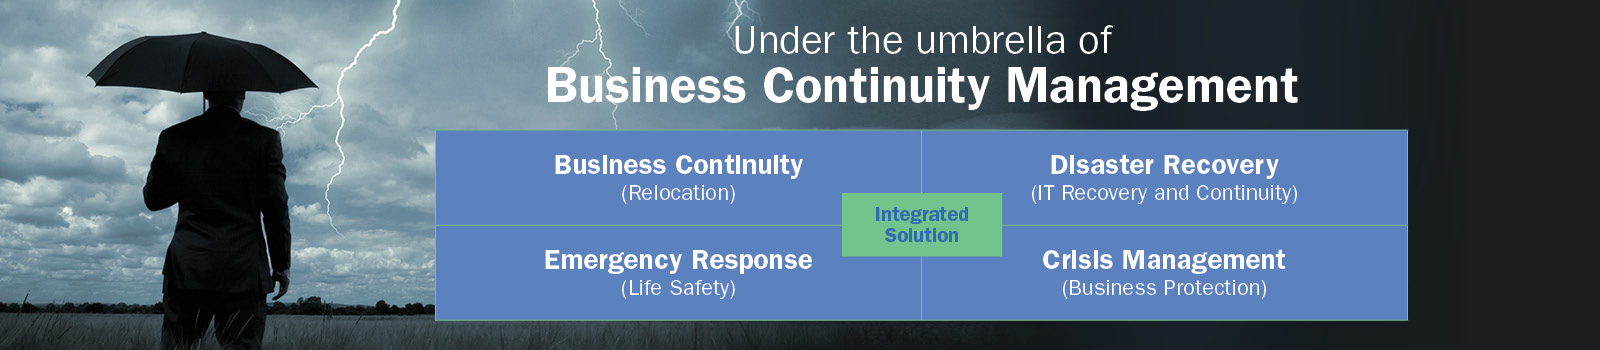 Under the umbrella of
Business Continuity Management
Business Continuity
(Relocation)
Disaster Recovery
(IT Recovery and Continuity)
Integrated
Solution
Emergency Response
(Life Safety)
Crisis Management
(Business Protection)